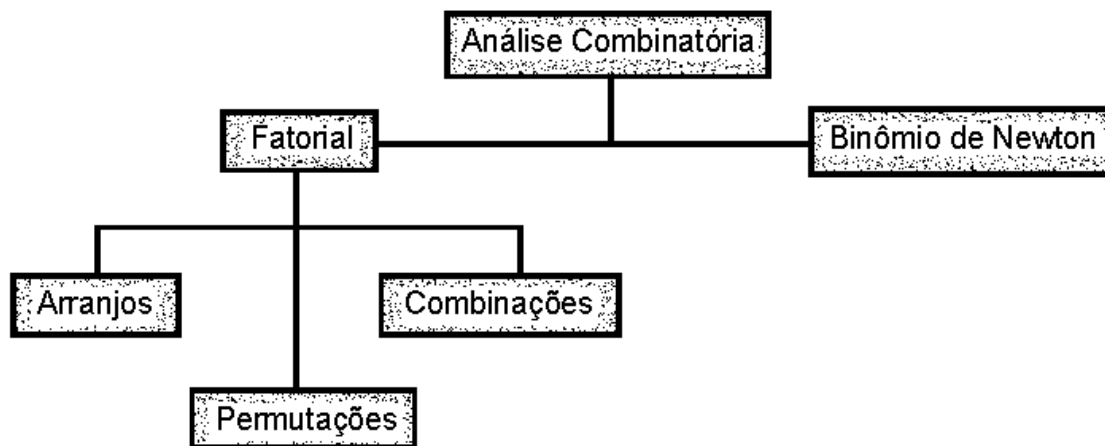 Análise Combinatória
Fatorial
Binômio de Newton
Arranjos
Combinações
Permutações